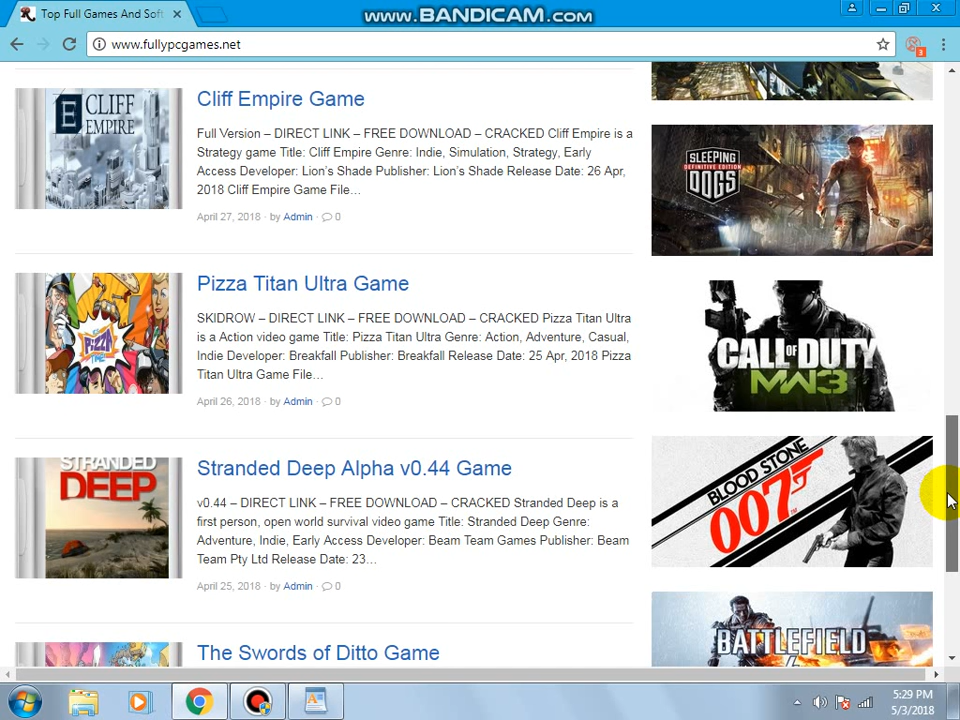 Top Full Games And Soft
www.BANDICAM.com
www.fullypcgames.net
3
CLIFF
EMPIRE
Cliff Empire Game
Full Version – DIRECT LINK – FREE DOWNLOAD – CRACKED Cliff Empire is a
Strategy game Title: Cliff Empire Genre: Indie, Simulation, Strategy, Early
Access Developer: Lion's Shade Publisher: Lion's Shade Release Date: 26 Apr,
2018 Cliff Empire Game File…
April 27, 2018 · by Admin · 0
SLEEPING
DEFINITIVE EDITION
DOGS
Pizza Titan Ultra Game
SKIDROW – DIRECT LINK – FREE DOWNLOAD – CRACKED Pizza Titan Ultra
is a Action video game Title: Pizza Titan Ultra Genre: Action, Adventure, Casual,
Indie Developer: Breakfall Publisher: Breakfall Release Date: 25 Apr, 2018 Pizza
Titan Ultra Game File…
April 26, 2018 · by Admin · 0
PIZZA
CALL OF DUTY
MW3
STRANDED
DEEP
Stranded Deep Alpha v0.44 Game
v0.44 – DIRECT LINK – FREE DOWNLOAD – CRACKED Stranded Deep is a
first person, open world survival video game Title: Stranded Deep Genre:
Adventure, Indie, Early Access Developer: Beam Team Games Publisher: Beam
Team Pty Ltd Release Date: 23…
April 25, 2018 · by Admin · 0
BLOOD STONE
007
The Swords of Ditto Game
BATTLEFIELD
5:29 PM
5/3/2018